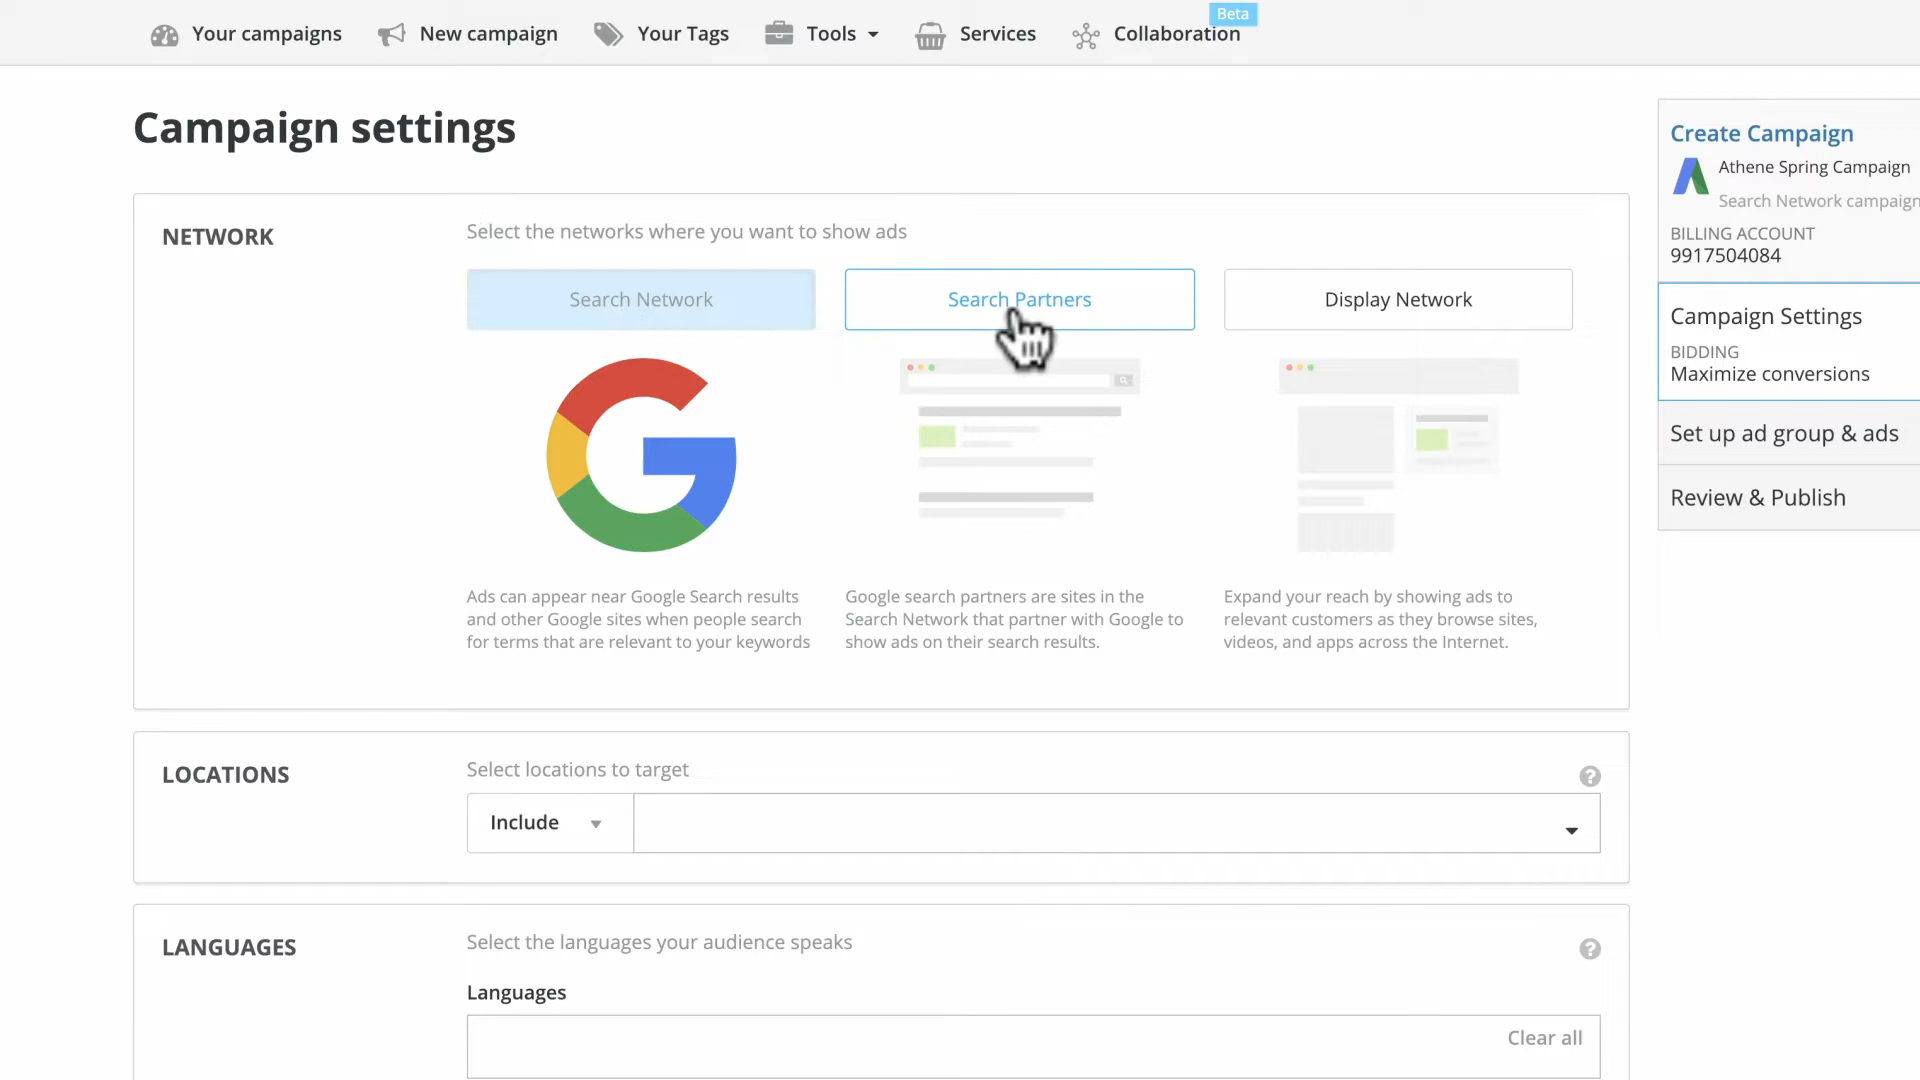 Your campaigns
New campaign
Your Tags
Tools
Services
Collaboration
Beta
Campaign settings
NETWORK
Select the networks where you want to show ads
Search Network
Search Partners
Display Network
Ads can appear near Google Search results
and other Google sites when people search
for terms that are relevant to your keywords
Google search partners are sites in the
Search Network that partner with Google to
show ads on their search results.
Expand your reach by showing ads to
relevant customers as they browse sites,
videos, and apps across the Internet.
LOCATIONS
Select locations to target
?
Include
LANGUAGES
Select the languages your audience speaks
?
Languages
Clear all
Create Campaign
Athene Spring Campaign
Search Network campaign
BILLING ACCOUNT
9917504084
Campaign Settings
BIDDING
Maximize conversions
Set up ad group & ads
Review & Publish